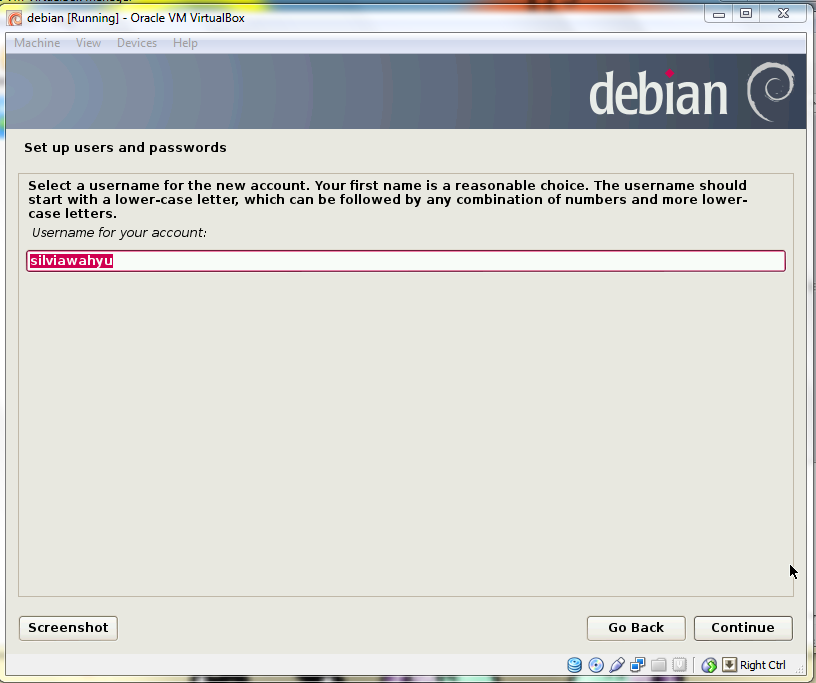 debian [Running] - Oracle VM VirtualBox
Machine View Devices Help
debian
Set up users and passwords
Select a username for the new account. Your first name is a reasonable choice. The username should
start with a lower-case letter, which can be followed by any combination of numbers and more lower-
case letters.
Username for your account:
silviawahyu
Screenshot
Go Back
Continue
Right Ctrl